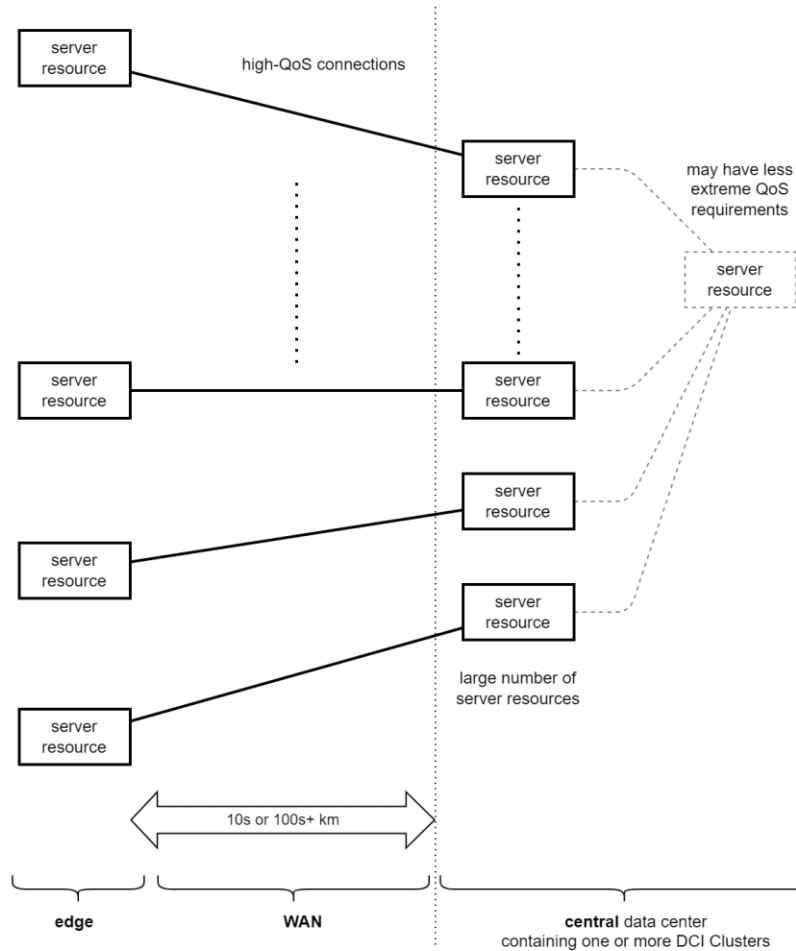 server
resource
high-QoS connections
server
resource
may have less
extreme QoS
requirements
server
resource
server
resource
server
resource
server
resource
server
resource
server
resource
large number of
server resources
server
resource
10s or 100s+ km
edge
WAN
central data center
containing one or more DCI Clusters